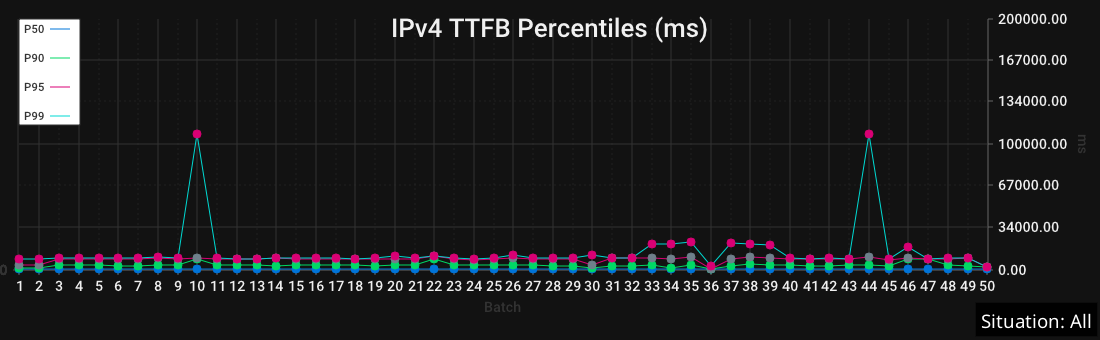 IPv4 TTFB Percentiles (ms)
P50
P90
P95
P99
200000.00
167000.00
134000.00
100000.00
67000.00
34000.00
0.00
ms
0
1 2 3 4 5 6 7 8 9 10 11 12 13 14 15 16 17 18 19 20 21 22 23 24 25 26 27 28 29 30 31 32 33 34 35 36 37 38 39 40 41 42 43 44 45 46 47 48 49 50
Batch
Situation: All